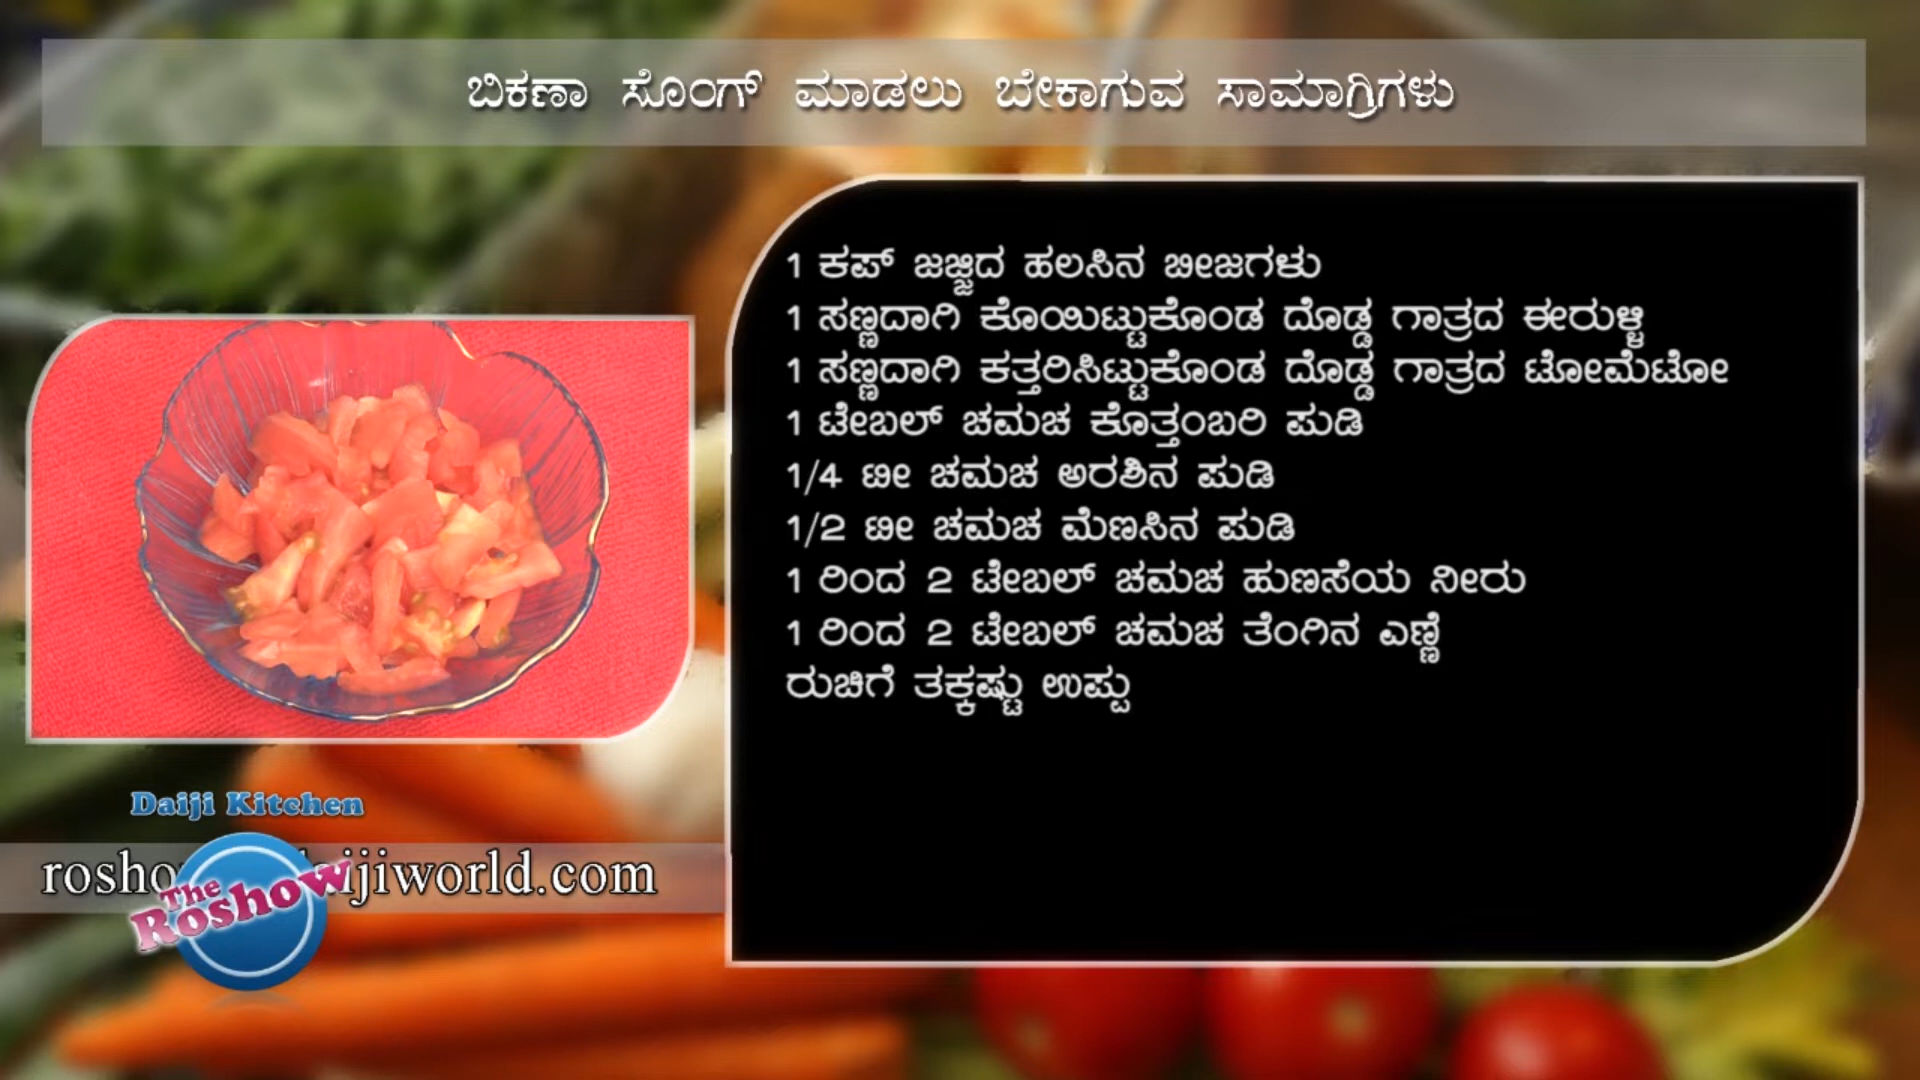 ಬಿಕಣಾ ಸೊಂಗ್ ಮಾಡಲು ಬೇಕಾಗುವ ಸಾಮಾಗ್ರಿಗಳು
1 ಕಪ್ ಜಜ್ಜಿದ ಹಲಸಿನ ಬೀಜಗಳು
1 ಸಣ್ಣದಾಗಿ ಕೊಯಿಟ್ಟುಕೊಂಡ ದೊಡ್ಡ ಗಾತ್ರದ ಈರುಳ್ಳಿ
1 ಸಣ್ಣದಾಗಿ ಕತ್ತರಿಸಿಟ್ಟುಕೊಂಡ ದೊಡ್ಡ ಗಾತ್ರದ ಟೋಮೆಟೋ
1 ಟೇಬಲ್ ಚಮಚ ಕೊತ್ತಂಬರಿ ಪುಡಿ
1/4 ಟೀ ಚಮಚ ಅರಶಿನ ಪುಡಿ
1/2 ಟೀ ಚಮಚ ಮೆಣಸಿನ ಪುಡಿ
1 ರಿಂದ 2 ಟೇಬಲ್ ಚಮಚ ಹುಣಸೆಯ ನೀರು
1 ರಿಂದ 2 ಟೇಬಲ್ ಚಮಚ ತೆಂಗಿನ ಎಣ್ಣೆ
ರುಚಿಗೆ ತಕ್ಕಷ್ಟು ಉಪ್ಪು
Daiji Kitchen
The
Roshow